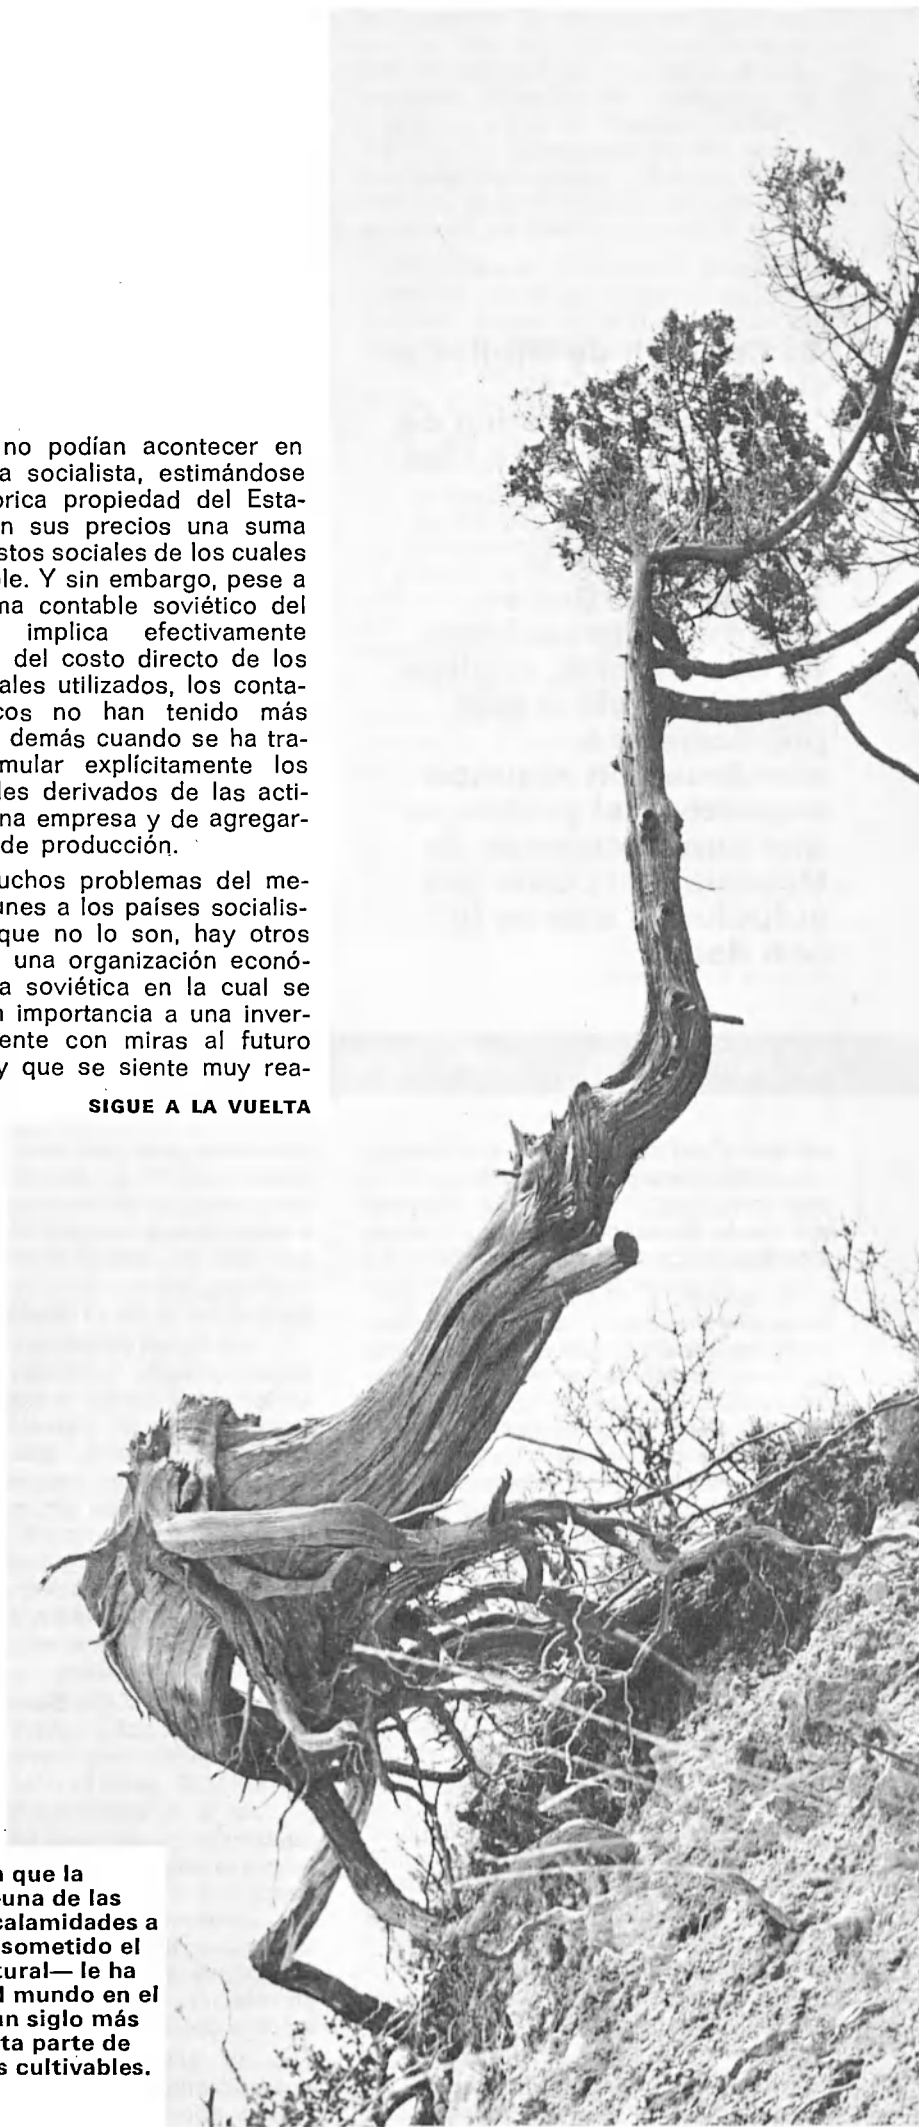 no podían acontecer en
a socialista, estimándose
brica propiedad del Esta-
n sus precios una suma
stos sociales de los cuales
le. Y sin embargo, pese a
ma contable soviético del
implica efectivamente
del costo directo de los
ales utilizados, los conta-
cos no han tenido más
demás cuando se ha tra-
mular explícitamente los
les derivados de las acti-
na empresa y de agregar-
de producción.
uchos problemas del me-
unes a los países socialis-
que no lo son, hay otros
una organización econó-
a soviética en la cual se
n importancia a una inver-
ente con miras al futuro
y que se siente muy rea-
SIGUE A LA VUELTA
n que la
una de las
calamidades a
sometido el
tural— le ha
l mundo en el
un siglo más
ta parte de
s cultivables.